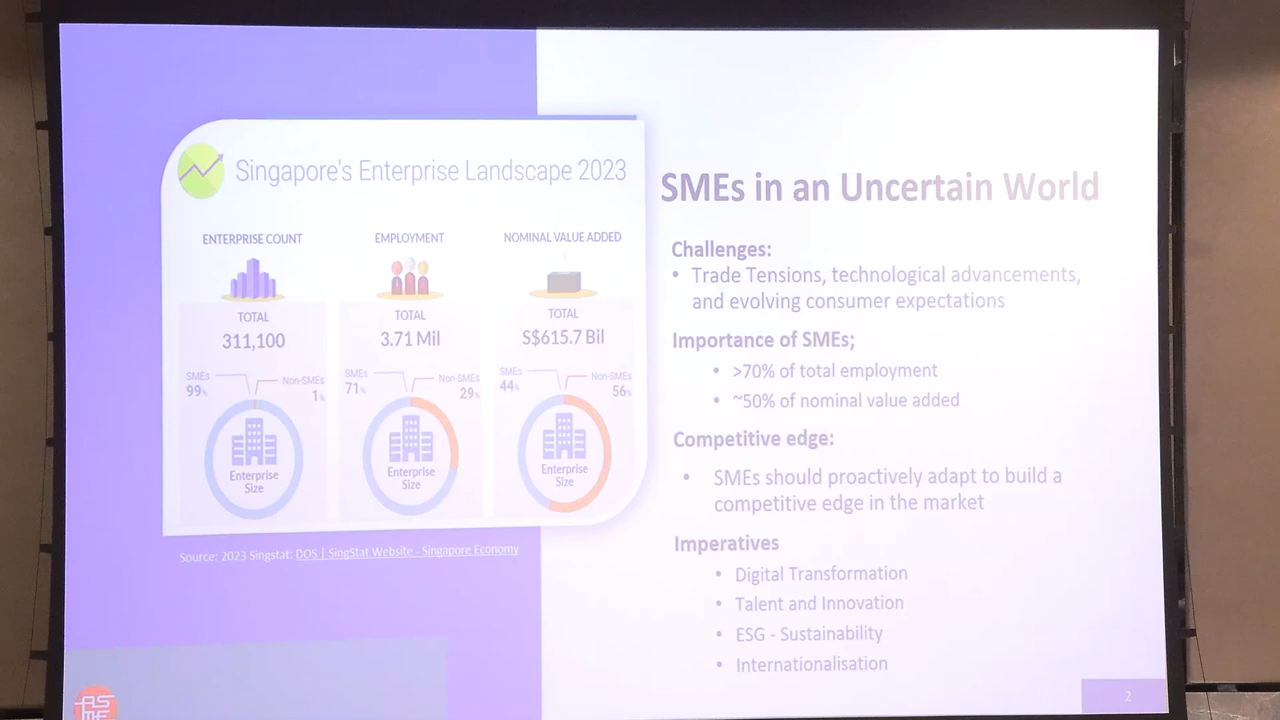 Singapore's Enterprise Landscape 2023
ENTERPRISE COUNT
TOTAL
311,100
SMEs
99%
Non-SMEs
1%
Enterprise
Size
EMPLOYMENT
TOTAL
3.71 Mil
SMEs
71%
Non-SMEs
29%
Enterprise
Size
NOMINAL VALUE ADDED
TOTAL
S$615.7 Bil
SMEs
44%
Non-SMEs
56%
Enterprise
Size
Source: 2023 Singstat: DOS | SingStat Website - Singapore Economy
SMEs in an Uncertain World
Challenges:
• Trade Tensions, technological advancements,
and evolving consumer expectations
Importance of SMEs;
• >70% of total employment
• ~50% of nominal value added
Competitive edge:
• SMEs should proactively adapt to build a
competitive edge in the market
Imperatives
• Digital Transformation
• Talent and Innovation
• ESG - Sustainability
• Internationalisation
AS
ME
2